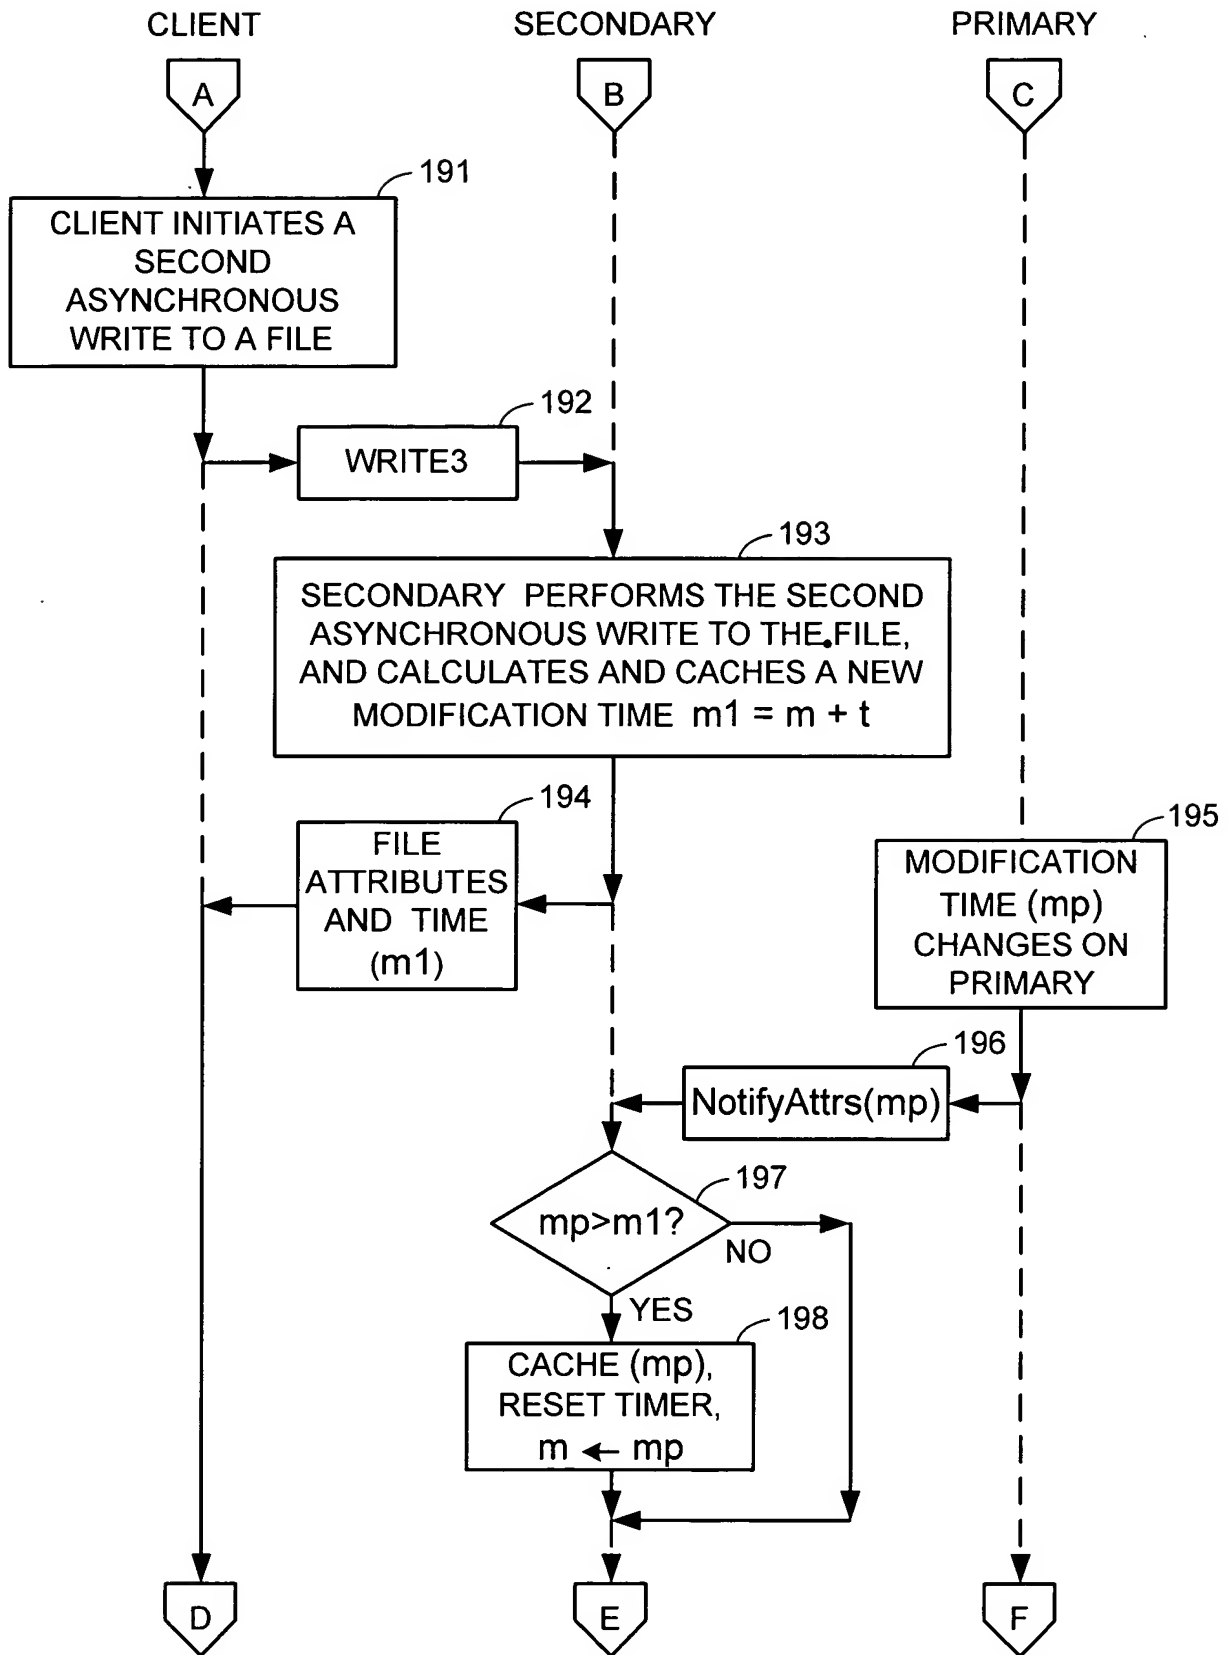 CLIENT
SECONDARY
PRIMARY
A
B
C
191
CLIENT INITIATES A
SECOND
ASYNCHRONOUS
WRITE TO A FILE
192
WRITE3
193
SECONDARY PERFORMS THE SECOND
ASYNCHRONOUS WRITE TO THE FILE,
AND CALCULATES AND CACHES A NEW
MODIFICATION TIME m1 = m + t
194
FILE
ATTRIBUTES
AND TIME
(m1)
195
MODIFICATION
TIME (mp)
CHANGES ON
PRIMARY
196
NotifyAttrs(mp)
197
mp>m1?
NO
YES
198
CACHE (mp),
RESET TIMER,
m ← mp
D
E
F